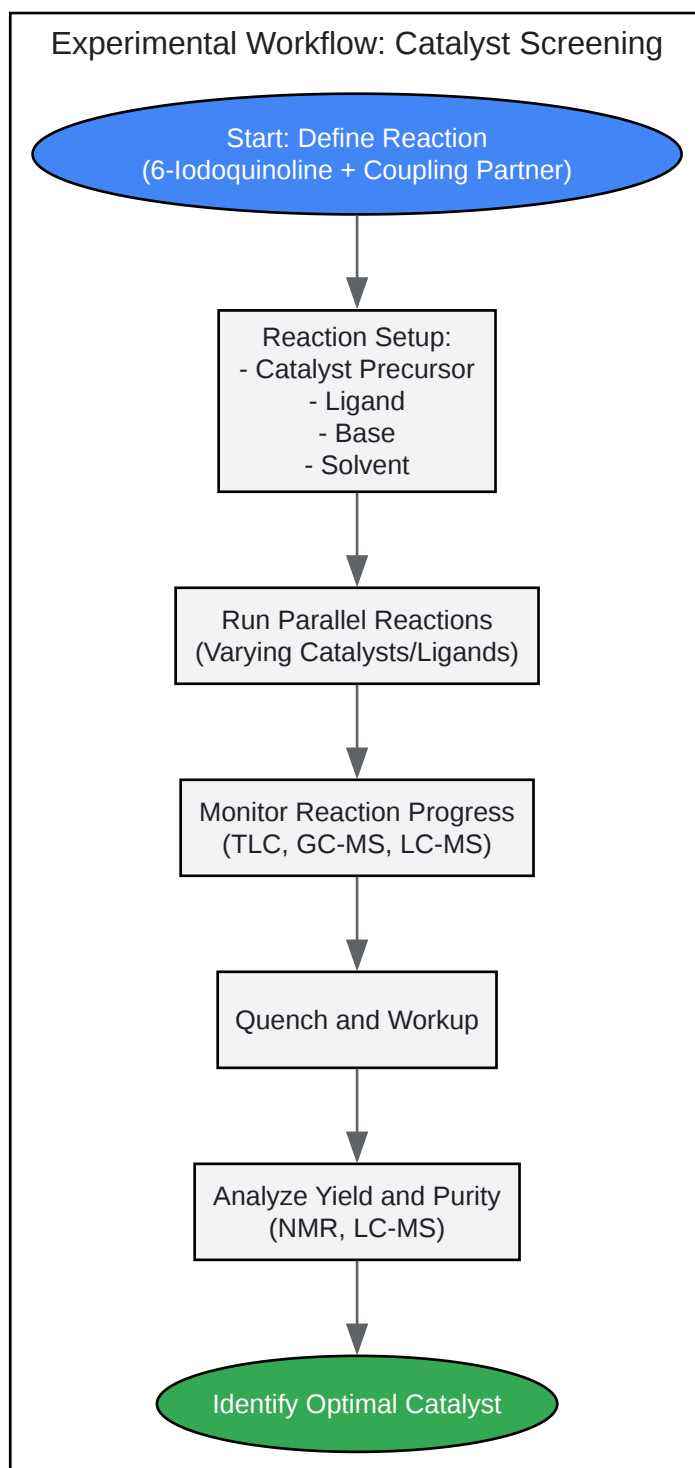 Experimental Workflow: Catalyst Screening
Start: Define Reaction
(6-Iodoquinoline + Coupling Partner)
Reaction Setup:
- Catalyst Precursor
- Ligand
- Base
- Solvent
Run Parallel Reactions
(Varying Catalysts/Ligands)
Monitor Reaction Progress
(TLC, GC-MS, LC-MS)
Quench and Workup
Analyze Yield and Purity
(NMR, LC-MS)
Identify Optimal Catalyst